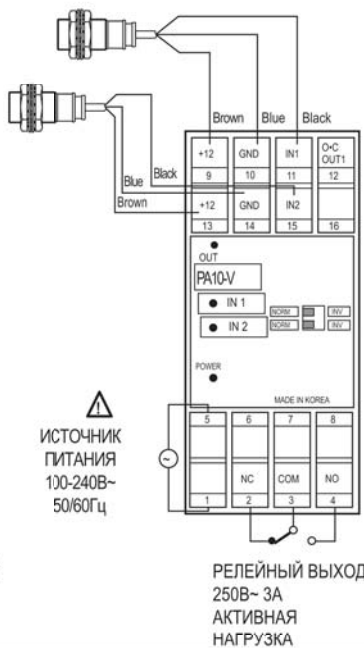 Brown Blue Black
+12 GND IN1 O•C OUT1
9 10 11 12
Black
Blue
Brown
+12 GND IN2
13 14 15 16
OUT
PA10-V
IN 1
NORM INV
IN 2
NORM INV
POWER
MADE IN KOREA
5 6 7 8
ИСТОЧНИК
ПИТАНИЯ
100-240В~
50/60Гц
~
NC COM NO
1 2 3 4
РЕЛЕЙНЫЙ ВЫХОД
250В~ 3А
АКТИВНАЯ
НАГРУЗКА